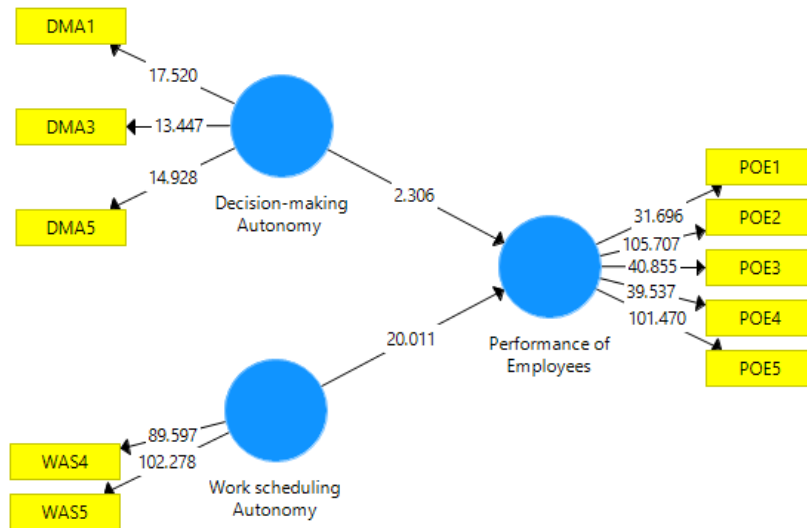 DMA1
17.520
DMA3
13.447
14.928
DMA5
Decision-making
Autonomy
2.306
POE1
31.696
POE2
105.707
40.855
POE3
39.537
POE4
101.470
POE5
Performance of
Employees
20.011
89.597
WAS4
102.278
WAS5
Work scheduling
Autonomy